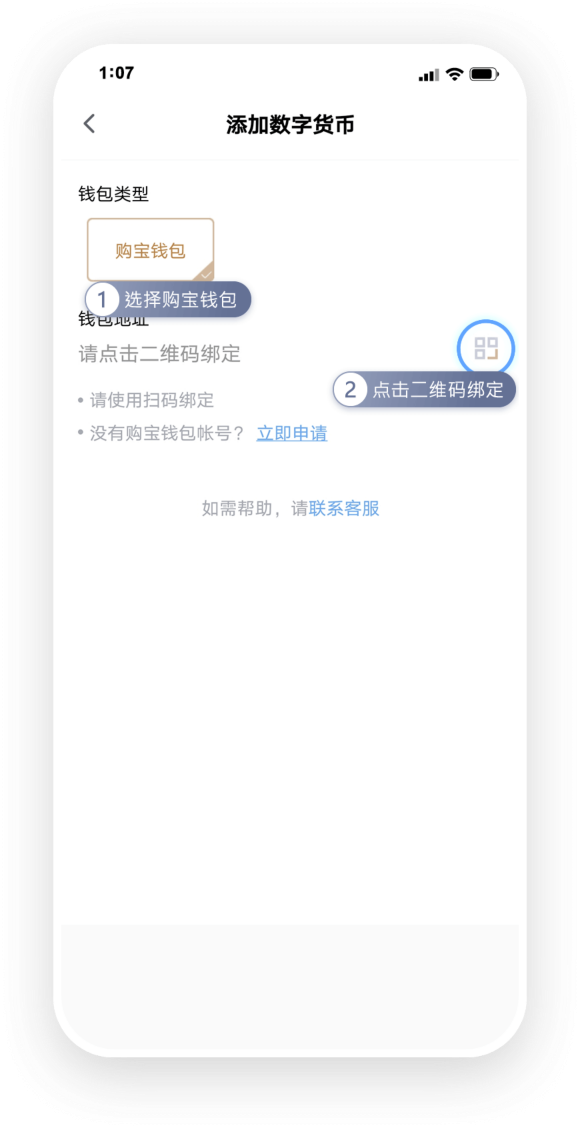 1:07
添加数字货币
钱包类型
购宝钱包
1 选择购宝钱包
钱包地址
请点击二维码绑定
2 点击二维码绑定
• 请使用扫码绑定
• 没有购宝钱包帐号？ 立即申请
如需帮助，请联系客服